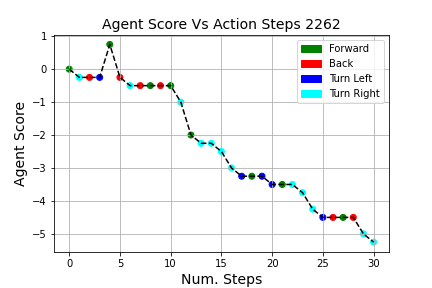 Agent Score Vs Action Steps 2262
Agent Score
1
0
−1
−2
−3
−4
−5
Forward
Back
Turn Left
Turn Right
0 5 10 15 20 25 30
Num. Steps